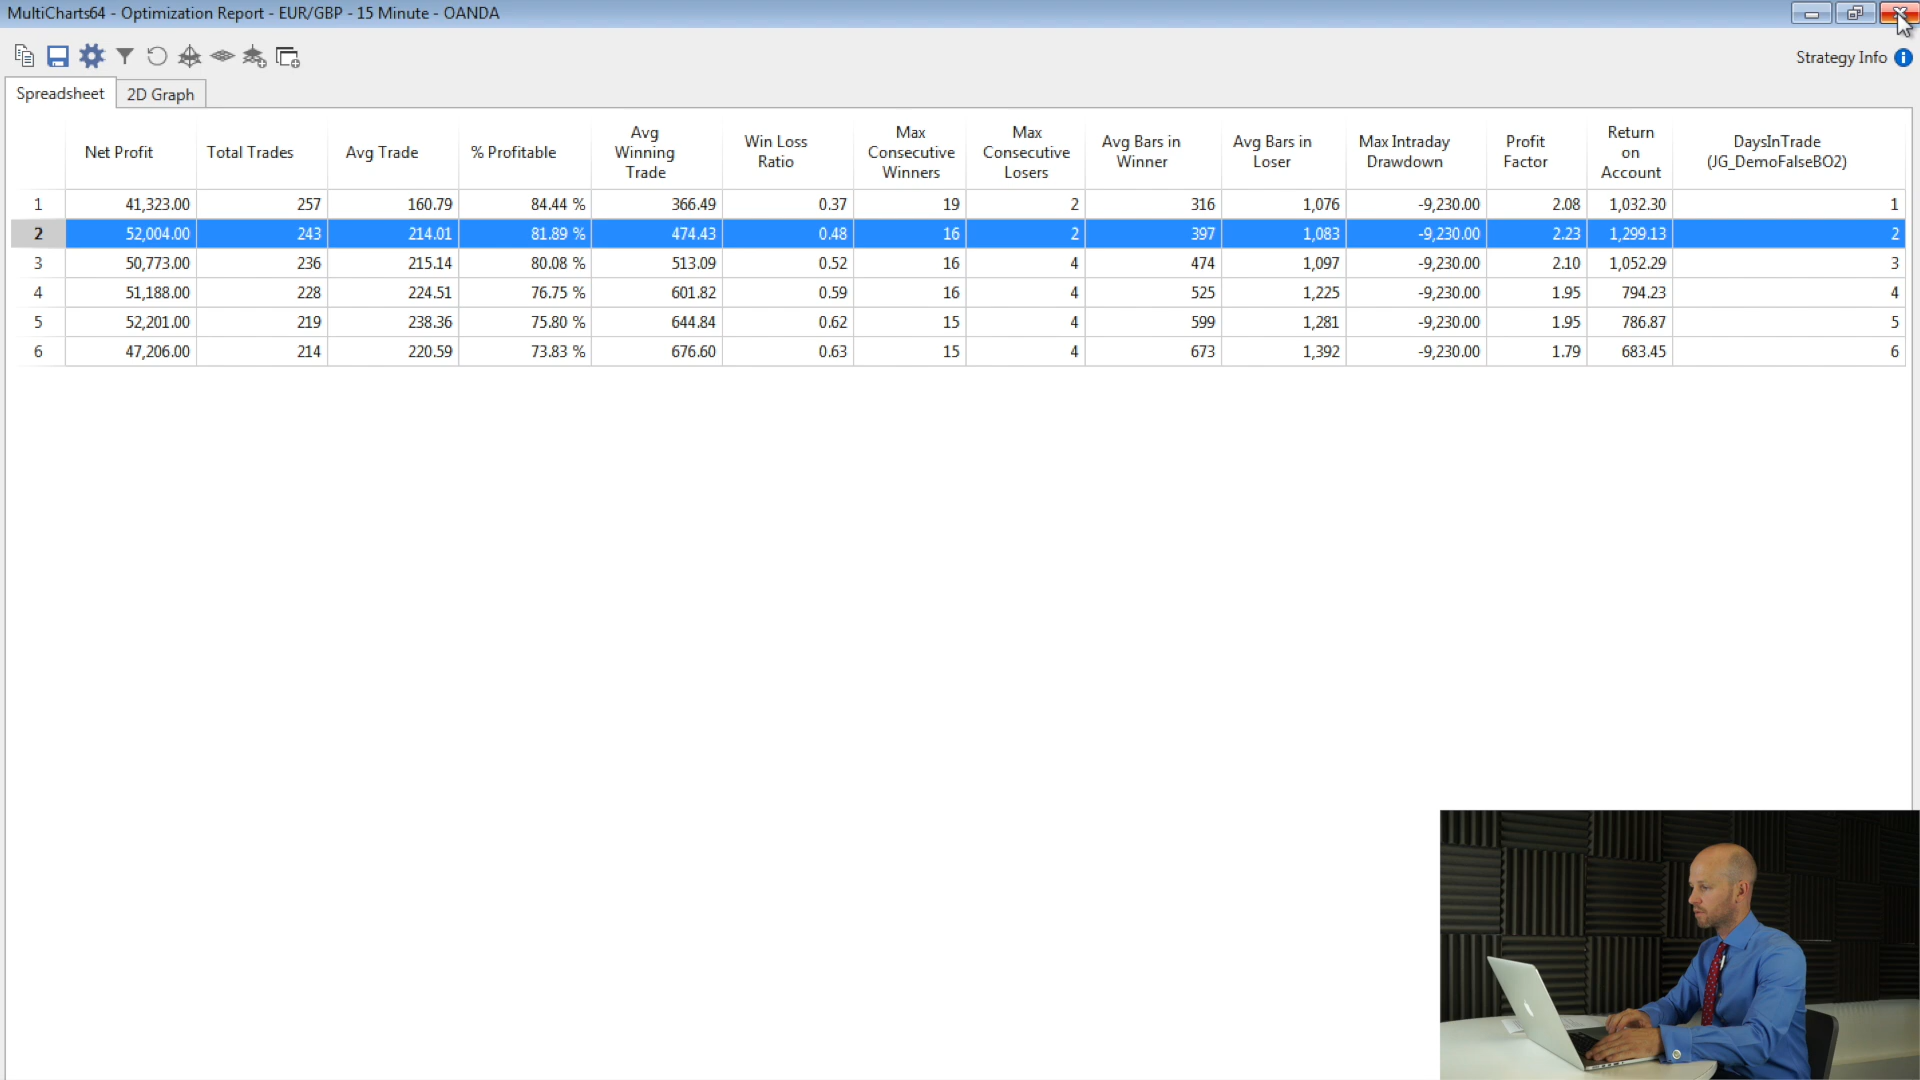 MultiCharts64 - Optimization Report - EUR/GBP - 15 Minute - OANDA
Strategy Info
Spreadsheet 2D Graph
Net Profit Total Trades Avg Trade % Profitable Avg Winning Trade Win Loss Ratio Max Consecutive Winners Max Consecutive Losers Avg Bars in Winner Avg Bars in Loser Max Intraday Drawdown Profit Factor Return on Account DaysInTrade (JG_DemoFalseBO2)
1 41,323.00 257 160.79 84.44 % 366.49 0.37 19 2 316 1,076 -9,230.00 2.08 1,032.30 1
2 52,004.00 243 214.01 81.89 % 474.43 0.48 16 2 397 1,083 -9,230.00 2.23 1,299.13 2
3 50,773.00 236 215.14 80.08 % 513.09 0.52 16 4 474 1,097 -9,230.00 2.10 1,052.29 3
4 51,188.00 228 224.51 76.75 % 601.82 0.59 16 4 525 1,225 -9,230.00 1.95 794.23 4
5 52,201.00 219 238.36 75.80 % 644.84 0.62 15 4 599 1,281 -9,230.00 1.95 786.87 5
6 47,206.00 214 220.59 73.83 % 676.60 0.63 15 4 673 1,392 -9,230.00 1.79 683.45 6